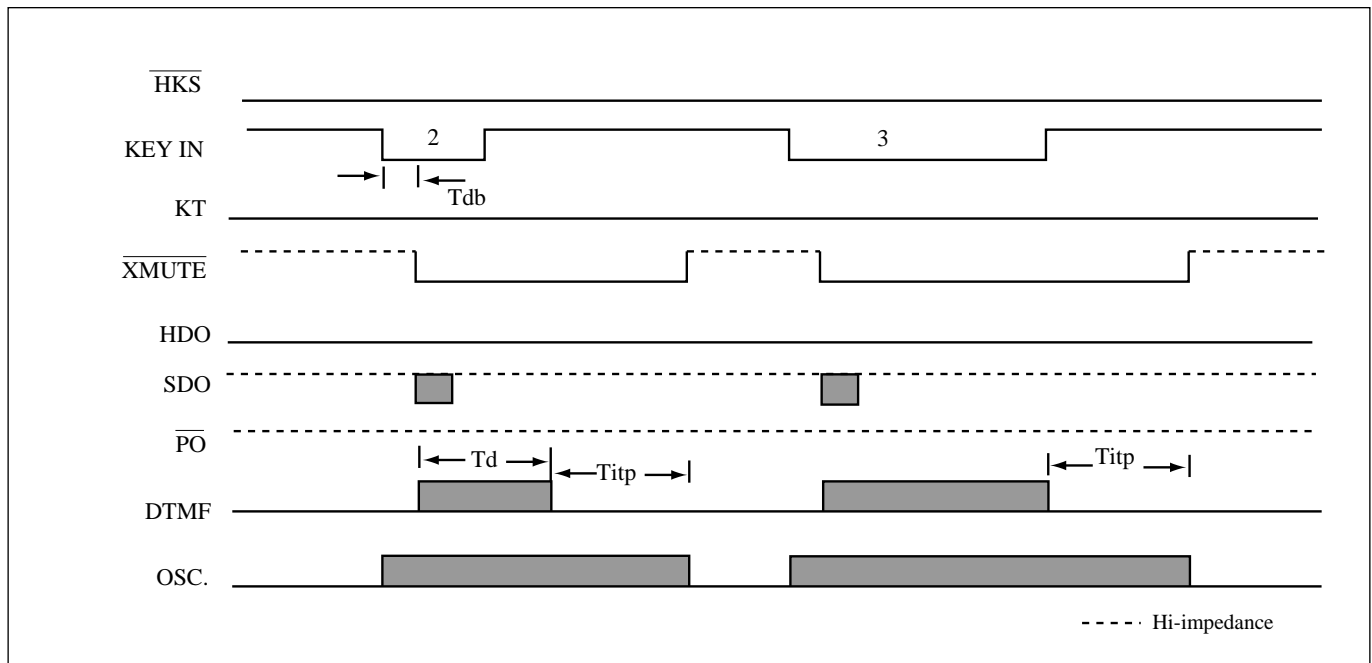 HKS
KEY IN
2
3
Tdb
KT
XMUTE
HDO
SDO
PO
Td
Titp
Titp
DTMF
OSC.
Hi-impedance